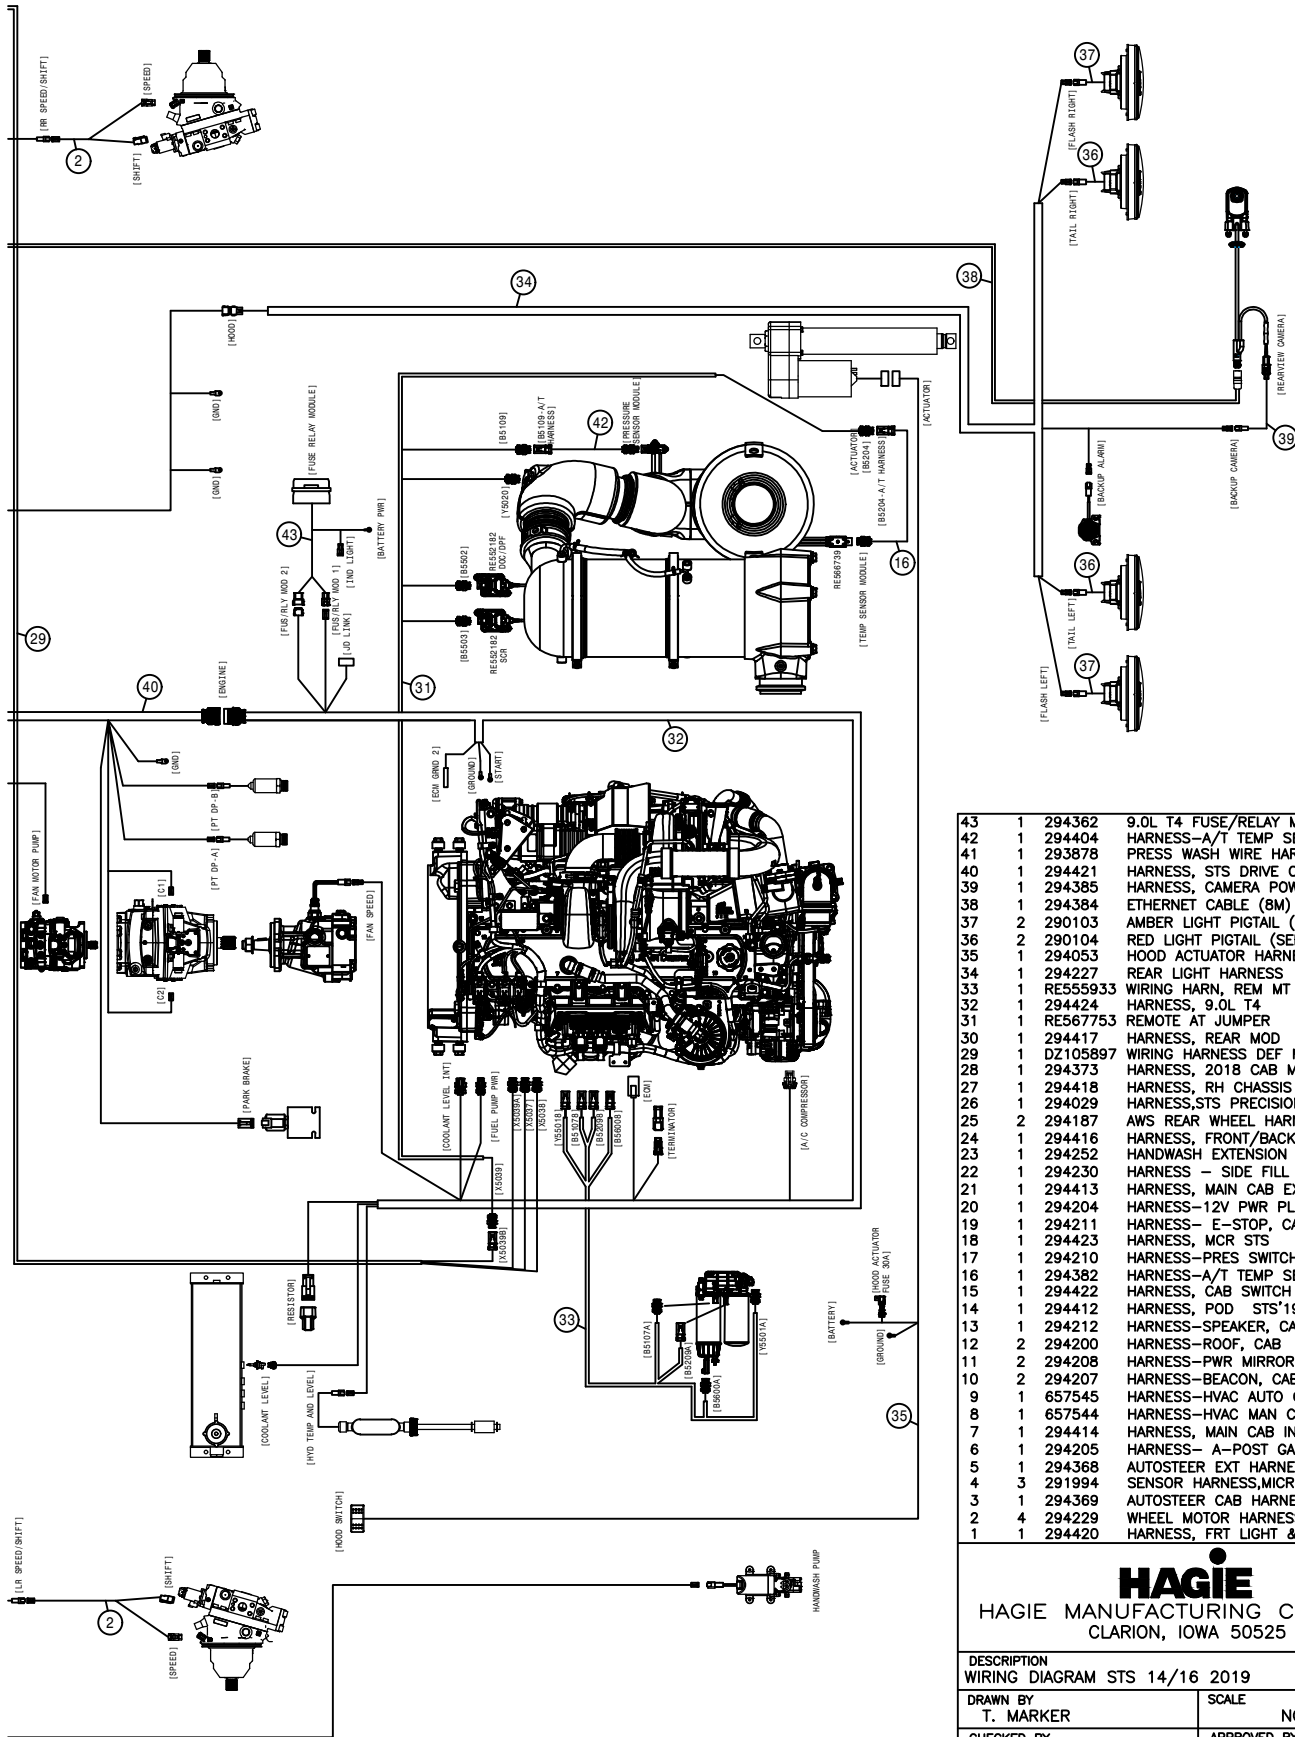 [RR SPEED/SHIFT]
2
[SPEED]
[SHIFT]
37
[FLASH RIGHT]
36
[TAIL RIGHT]
38
34
[HOOD]
[GND]
[GND]
[REARVIEW CAMERA]
39
[BACKUP CAMERA]
[BACKUP ALARM]
[ACTUATOR]
[FUSE RELAY MODULE]
43
[BATTERY PWR]
[IND LIGHT]
[FUS/RLY MOD 2]
[FUS/RLY MOD 1]
[JD LINK]
[B5109]
[B5109-A/T
HARNESS]
42
[PRESSURE
SENSOR MODULE]
[Y5020]
[ACTUATOR]
[B5204]
[B5204-A/T HARNESS]
[B5502]
RE552182
DOC/DPF
[B5503]
RE552182
SCR
RE566739
[TEMP SENSOR MODULE]
16
36
[TAIL LEFT]
37
[FLASH LEFT]
29
40
[ENGINE]
31
32
[GND]
[PT DP-B]
[PT DP-A]
[ECM GRND 2]
[GROUND]
[START]
[FAN MOTOR PUMP]
[C1]
[C2]
[FAN SPEED]
[PARK BRAKE]
[COOLANT LEVEL INT]
[FUEL PUMP PWR]
[X5039A]
[X5037]
[X5038]
[Y5501B]
[B5107B]
[B5209B]
[B5600B]
[ECM]
[TERMINATOR]
[A/C COMPRESSOR]
[X5039]
[X5039B]
[RESISTOR]
[COOLANT LEVEL]
[HYD TEMP AND LEVEL]
33
[B5107A]
[B5209A]
[B5600A]
[Y5501A]
[BATTERY]
[HOOD ACTUATOR
FUSE 30A]
[GROUND]
35
[HOOD SWITCH]
[LR SPEED/SHIFT]
2
[SHIFT]
[SPEED]
HANDWASH PUMP
43 1 294362 9.0L T4 FUSE/RELAY
42 1 294404 HARNESS-A/T TEMP
41 1 293878 PRESS WASH WIRE
40 1 294421 HARNESS, STS DRIVE
39 1 294385 HARNESS, CAMERA
38 1 294384 ETHERNET CABLE (8M)
37 2 290103 AMBER LIGHT PIGTAIL (
36 2 290104 RED LIGHT PIGTAIL
35 1 294053 HOOD ACTUATOR
34 1 294227 REAR LIGHT HARNESS
33 1 RE555933 WIRING HARN, REM MT
32 1 294424 HARNESS, 9.0L T4
31 1 RE567753 REMOTE AT JUMPER
30 1 294417 HARNESS, REAR MOD
29 1 DZ105897 WIRING HARNESS DEF
28 1 294373 HARNESS, 2018 CAB
27 1 294418 HARNESS, RH CHASSIS
26 1 294029 HARNESS,STS PRECISION
25 2 294187 AWS REAR WHEEL
24 1 294416 HARNESS, FRONT/BACK
23 1 294252 HANDWASH EXTENSION
22 1 294230 HARNESS - SIDE FILL
21 1 294413 HARNESS, MAIN CAB
20 1 294204 HARNESS-12V PWR
19 1 294211 HARNESS- E-STOP,
18 1 294423 HARNESS, MCR STS
17 1 294210 HARNESS-PRES SWITCH
16 1 294382 HARNESS-A/T TEMP
15 1 294422 HARNESS, CAB SWITCH
14 1 294412 HARNESS, POD STS'19
13 1 294212 HARNESS-SPEAKER,
12 2 294200 HARNESS-ROOF, CAB
11 2 294208 HARNESS-PWR MIRROR
10 2 294207 HARNESS-BEACON, CAB
9 1 657545 HARNESS-HVAC AUTO
8 1 657544 HARNESS-HVAC MAN
7 1 294414 HARNESS, MAIN CAB
6 1 294205 HARNESS- A-POST
5 1 294368 AUTOSTEER EXT
4 3 291994 SENSOR HARNESS,
3 1 294369 AUTOSTEER CAB
2 4 294229 WHEEL MOTOR
1 1 294420 HARNESS, FRT LIGHT &
HAGIE
HAGIE MANUFACTURING
CLARION, IOWA 50525
DESCRIPTION
WIRING DIAGRAM STS 14/16 2019
DRAWN BY
T. MARKER
SCALE